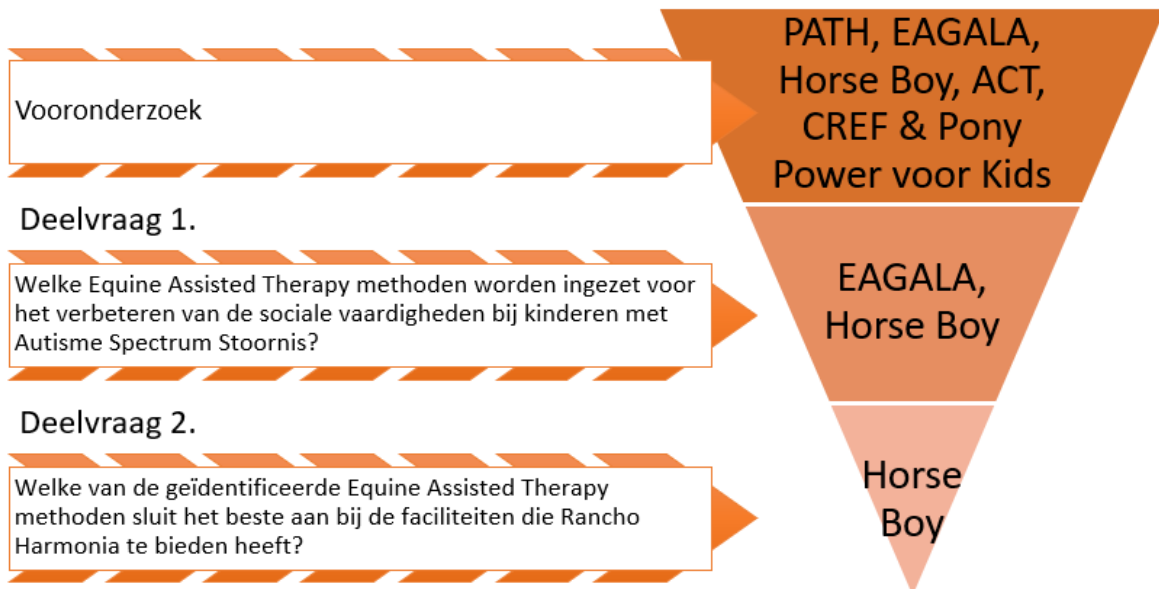 Vooronderzoek
PATH, EAGALA,
Horse Boy, ACT,
CREF & Pony
Power voor Kids
Deelvraag 1.
Welke Equine Assisted Therapy methoden worden ingezet voor
het verbeteren van de sociale vaardigheden bij kinderen met
Autisme Spectrum Stoornis?
EAGALA,
Horse Boy
Deelvraag 2.
Welke van de geïdentificeerde Equine Assisted Therapy
methoden sluit het beste aan bij de faciliteiten die Rancho
Harmonia te bieden heeft?
Horse
Boy